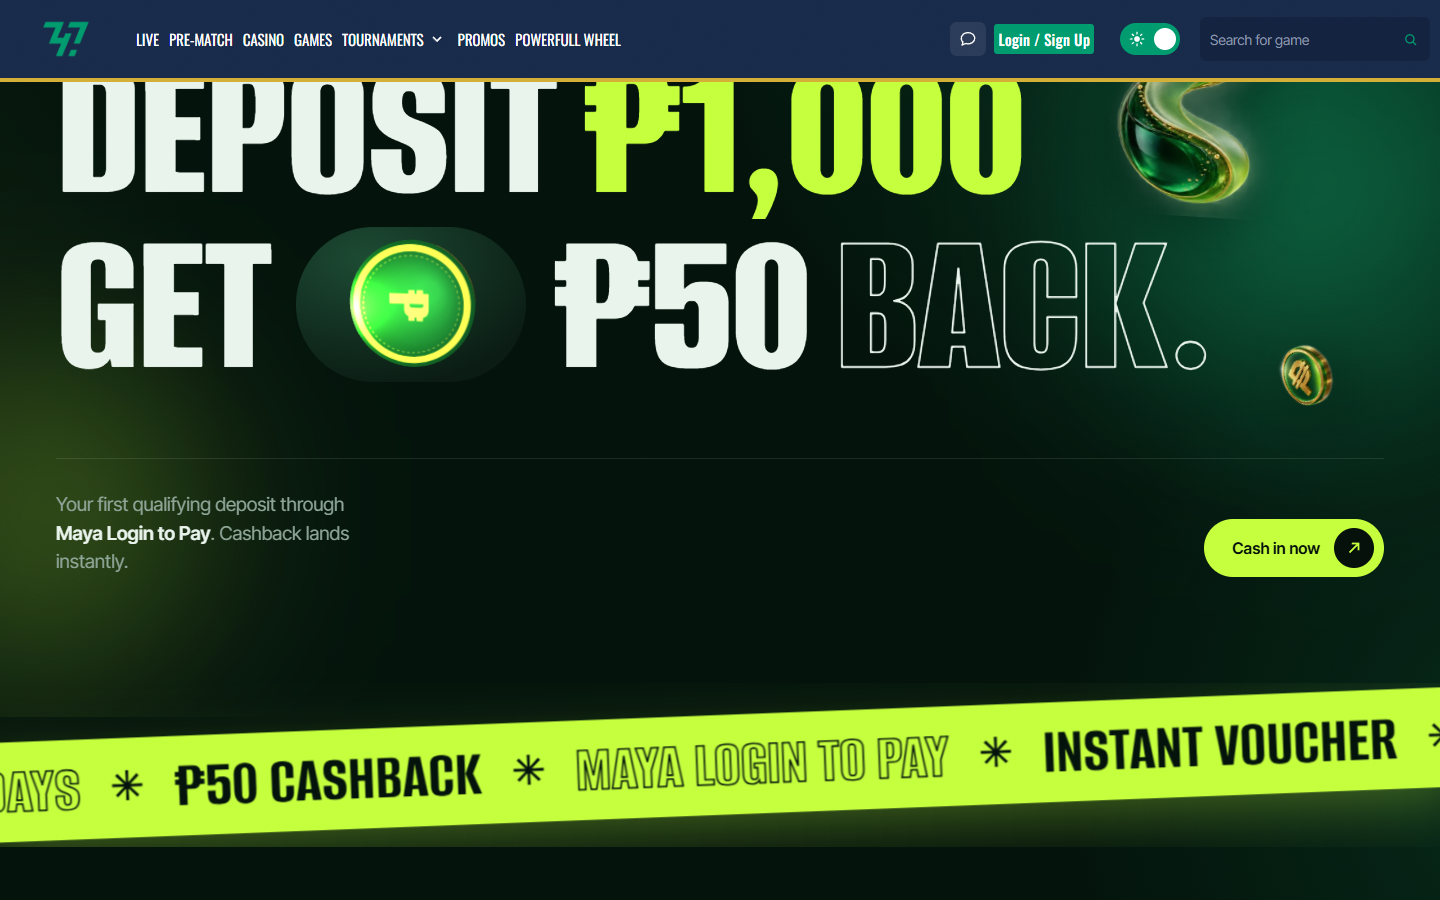 LIVE PRE-MATCH CASINO GAMES TOURNAMENTS PROMOS POWERFULL WHEEL
Login / Sign Up
Search for game
DEPOSIT ₱1,000
GET ₱50 BACK.
Your first qualifying deposit through
Maya Login to Pay. Cashback lands
instantly.
Cash in now
DAYS ✳ ₱50 CASHBACK ✳ MAYA LOGIN TO PAY ✳ INSTANT VOUCHER ✳